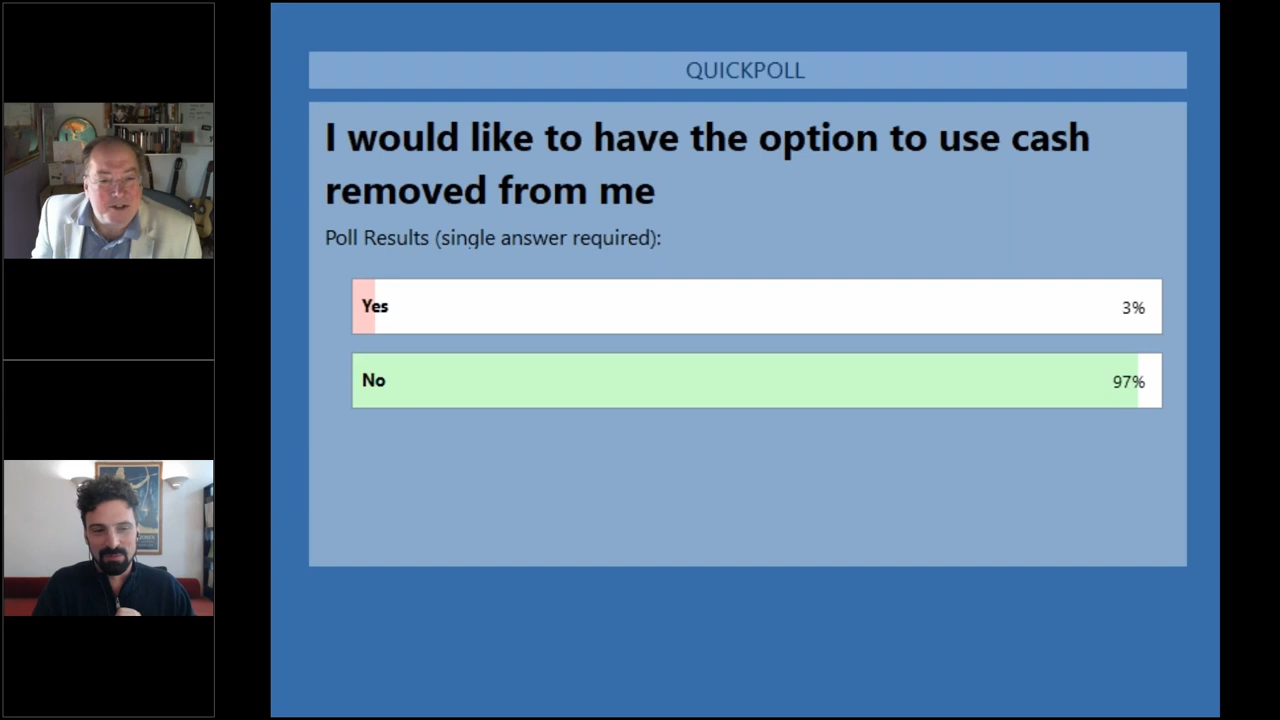 QUICKPOLL
I would like to have the option to use cash
removed from me
Poll Results (single answer required):
Yes 3%
No 97%